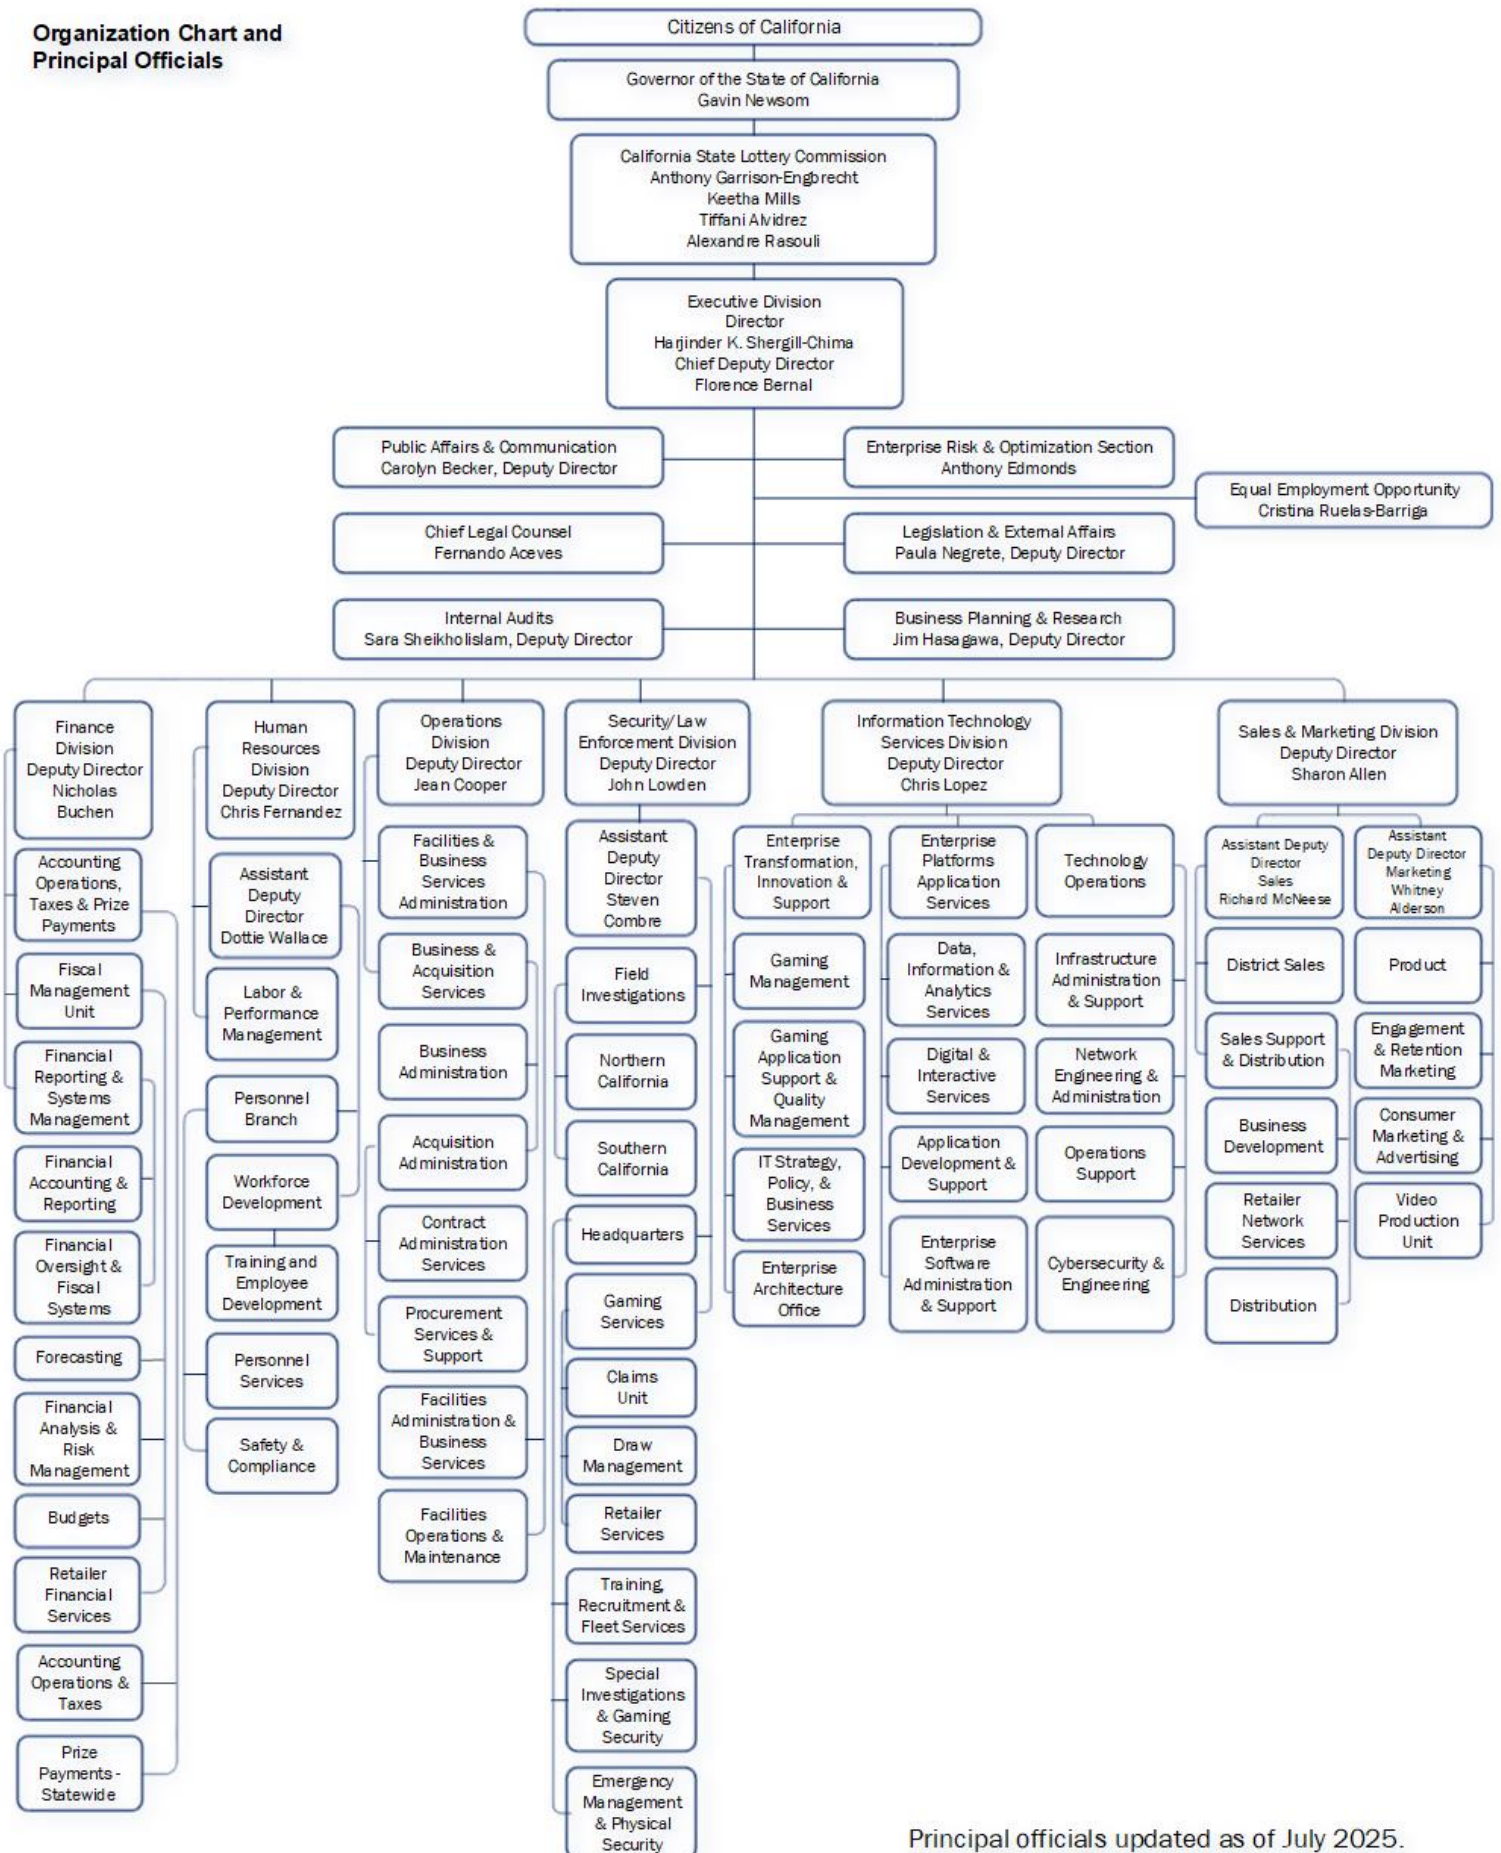 Organization Chart and
Principal Officials
Citizens of California
Governor of the State of California
Gavin Newsom
California State Lottery Commission
Anthony Garrison-Engbrecht
Keetha Mills
Tiffani Alvidrez
Alexandre Rasouli
Executive Division
Director
Harjinder K. Shergill-Chima
Chief Deputy Director
Florence Bernal
Public Affairs & Communication
Carolyn Becker, Deputy Director
Enterprise Risk & Optimization Section
Anthony Edmonds
Equal Employment Opportunity
Cristina Ruelas-Barriga
Chief Legal Counsel
Fernando Aceves
Legislation & External Affairs
Paula Negrete, Deputy Director
Internal Audits
Sara Sheikholislam, Deputy Director
Business Planning & Research
Jim Hasagawa, Deputy Director
Finance
Division
Deputy Director
Nicholas
Buchen
Accounting
Operations,
Taxes & Prize
Payments
Fiscal
Management
Unit
Financial
Reporting &
Systems
Management
Financial
Accounting &
Reporting
Financial
Oversight &
Fiscal
Systems
Forecasting
Financial
Analysis &
Risk
Management
Budgets
Retailer
Financial
Services
Accounting
Operations &
Taxes
Prize
Payments -
Statewide
Human
Resources
Division
Deputy Director
Chris Fernandez
Assistant
Deputy
Director
Dottie Wallace
Labor &
Performance
Management
Personnel
Branch
Workforce
Development
Training and
Employee
Development
Personnel
Services
Safety &
Compliance
Operations
Division
Deputy Director
Jean Cooper
Facilities &
Business
Services
Administration
Business &
Acquisition
Services
Business
Administration
Acquisition
Administration
Contract
Administration
Services
Procurement
Services &
Support
Facilities
Administration &
Business
Services
Facilities
Operations &
Maintenance
Security/Law
Enforcement Division
Deputy Director
John Lowden
Assistant
Deputy
Director
Steven
Combre
Field
Investigations
Northern
California
Southern
California
Headquarters
Gaming
Services
Claims
Unit
Draw
Management
Retailer
Services
Training,
Recruitment &
Fleet Services
Special
Investigations
& Gaming
Security
Emergency
Management
& Physical
Security
Information Technology
Services Division
Deputy Director
Chris Lopez
Enterprise
Transformation,
Innovation &
Support
Gaming
Management
Gaming
Application
Support &
Quality
Management
IT Strategy,
Policy, &
Business
Services
Enterprise
Architecture
Office
Enterprise
Platforms
Application
Services
Data,
Information &
Analytics
Services
Digital &
Interactive
Services
Application
Development &
Support
Enterprise
Software
Administration
& Support
Technology
Operations
Infrastructure
Administration
& Support
Network
Engineering &
Administration
Operations
Support
Cybersecurity &
Engineering
Sales & Marketing Division
Deputy Director
Sharon Allen
Assistant Deputy
Director
Sales
Richard McNeese
District Sales
Sales Support
& Distribution
Business
Development
Retailer
Network
Services
Distribution
Assistant
Deputy Director
Marketing
Whitney
Alderson
Product
Engagement
& Retention
Marketing
Consumer
Marketing &
Advertising
Video
Production
Unit
Principal officials updated as of July 2025.